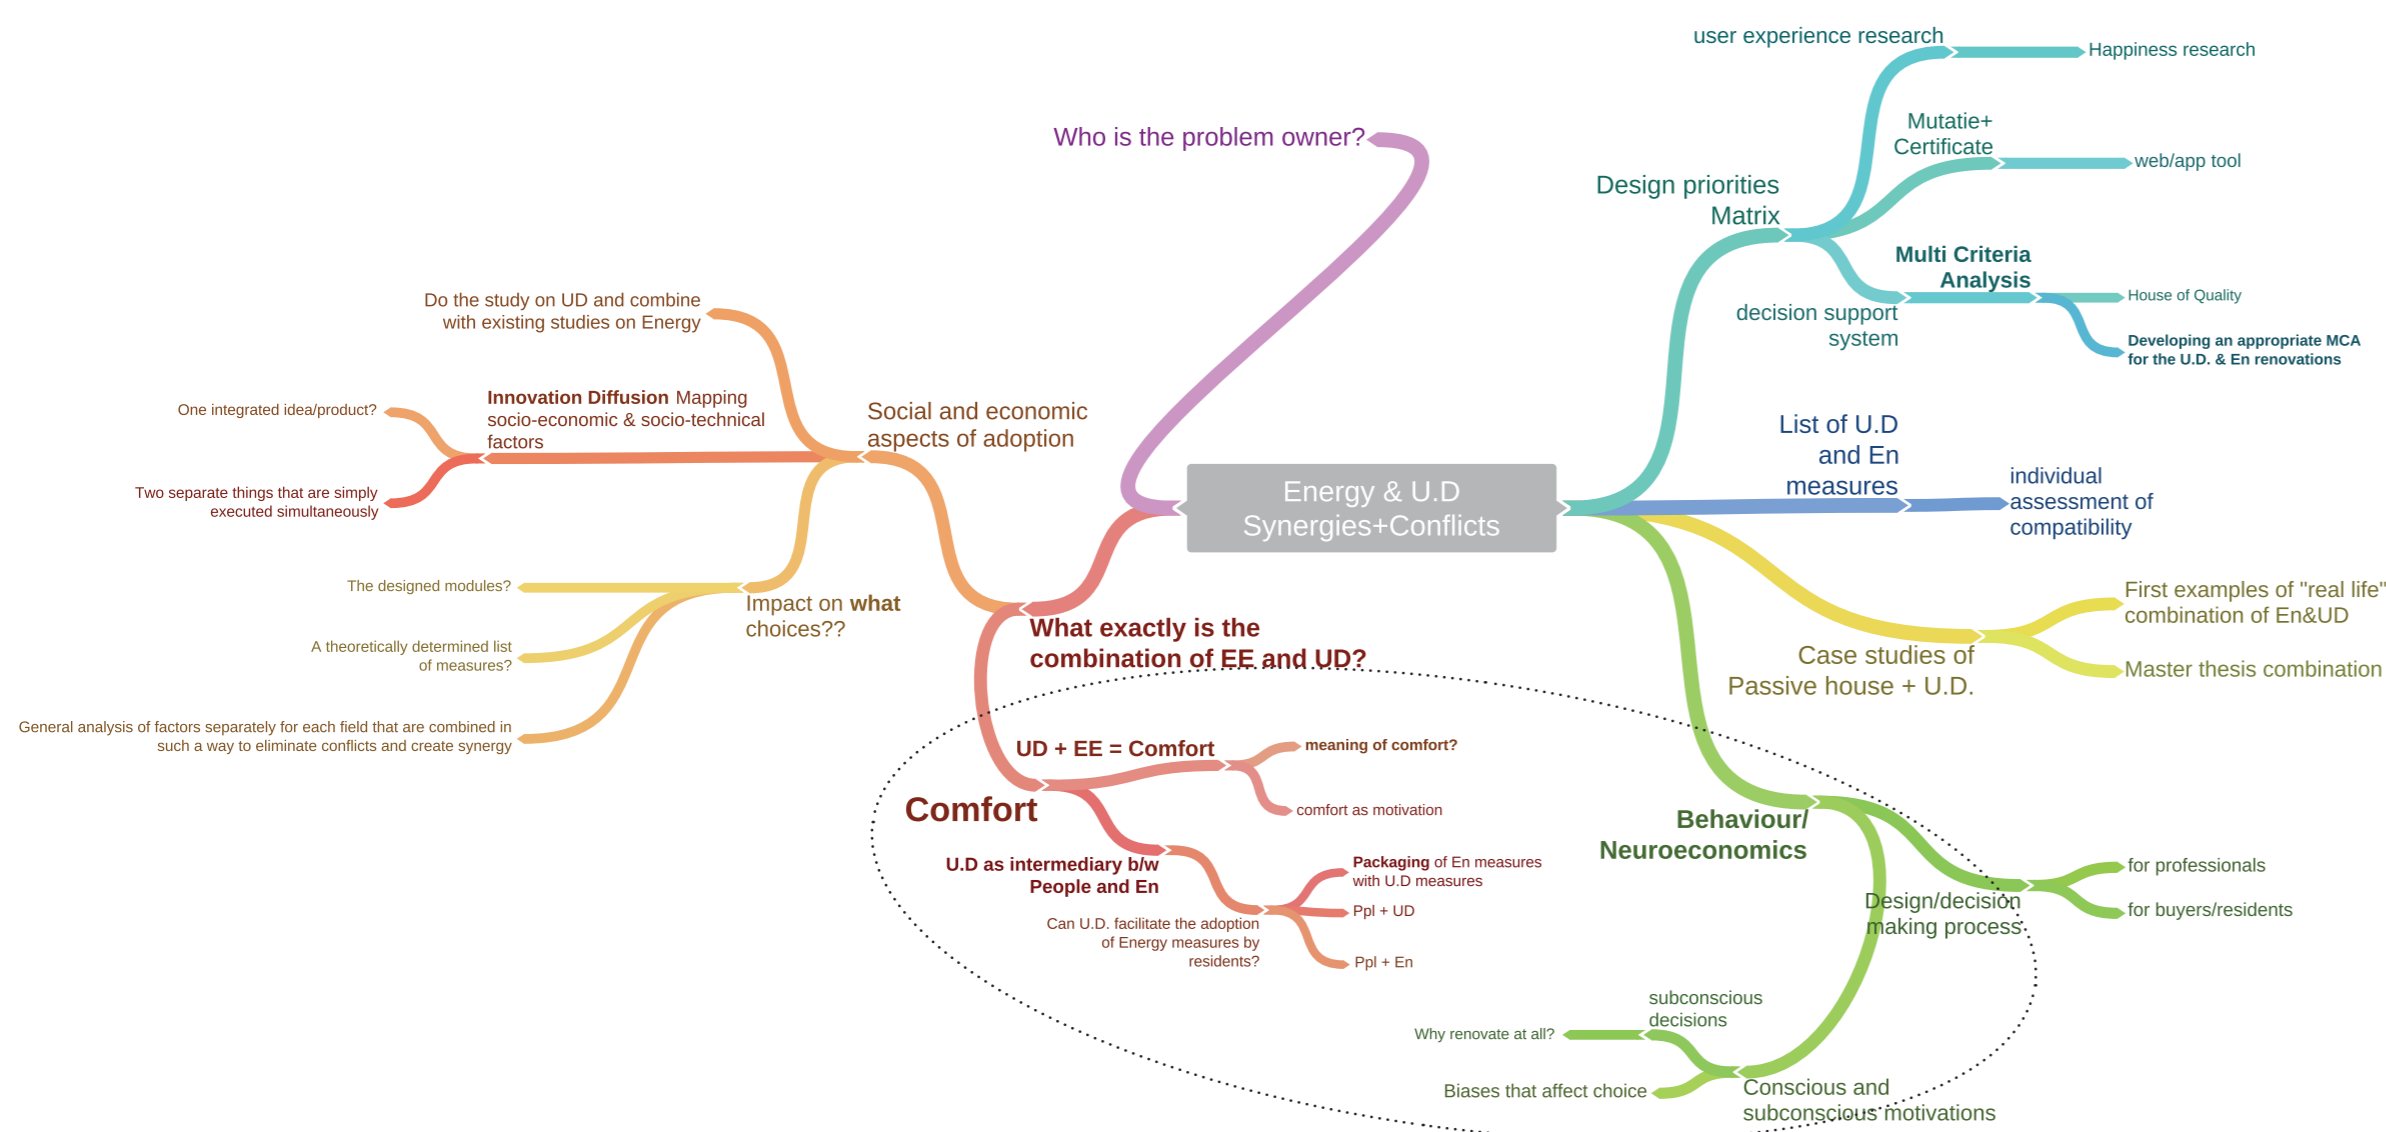 Energy & U.D
Synergies+Conflicts
Who is the problem owner?
What exactly is the
combination of EE and UD?
Social and economic
aspects of adoption
Do the study on UD and combine
with existing studies on Energy
Innovation Diffusion Mapping
socio-economic & socio-technical
factors
One integrated idea/product?
Two separate things that are simply
executed simultaneously
Impact on what
choices??
The designed modules?
A theoretically determined list
of measures?
General analysis of factors separately for each field that are combined in
such a way to eliminate conflicts and create synergy
Comfort
UD + EE = Comfort
meaning of comfort?
comfort as motivation
U.D as intermediary b/w
People and En
Can U.D. facilitate the adoption
of Energy measures by
residents?
Packaging of En measures
with U.D measures
Ppl + UD
Ppl + En
Design priorities
Matrix
user experience research
Happiness research
Mutatie+
Certificate
web/app tool
decision support
system
Multi Criteria
Analysis
House of Quality
Developing an appropriate MCA
for the U.D. & En renovations
List of U.D
and En
measures
individual
assessment of
compatibility
Case studies of
Passive house + U.D.
First examples of "real life"
combination of En&UD
Master thesis combination
Behaviour/
Neuroeconomics
Design/decision
making process
for professionals
for buyers/residents
Conscious and
subconscious motivations
subconscious
decisions
Why renovate at all?
Biases that affect choice